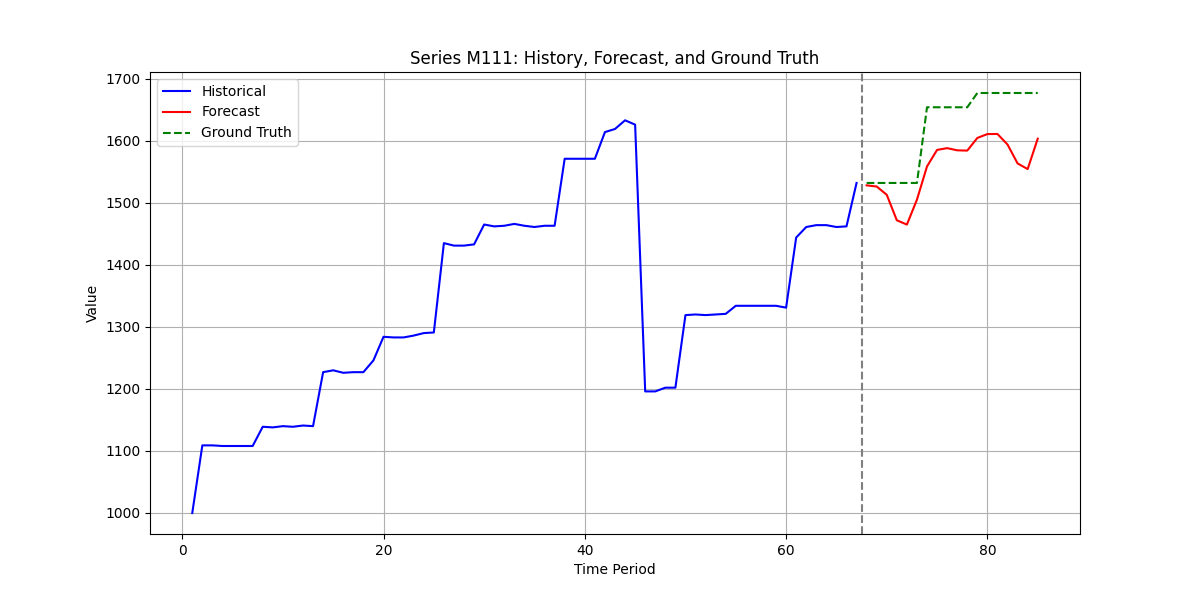 Series M111: History, Forecast, and Ground Truth
Historical
Forecast
Ground Truth
1700
1600
1500
1400
1300
1200
1100
1000
Value
0 20 40 60 80
Time Period